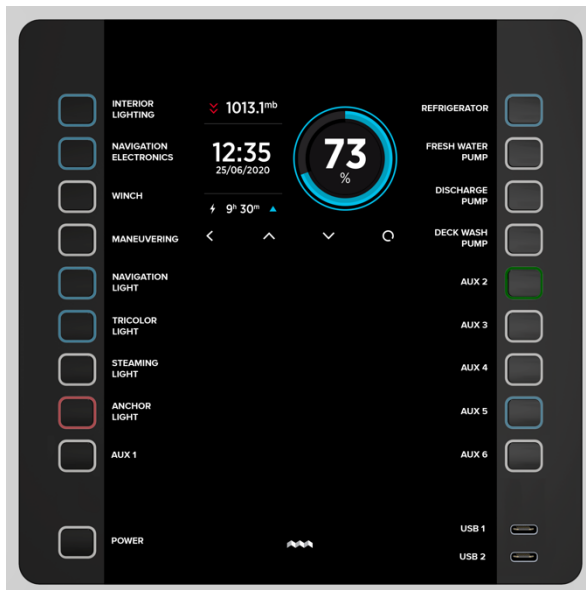 INTERIOR
LIGHTING
NAVIGATION
ELECTRONICS
WINCH
MANEUVERING
NAVIGATION
LIGHT
TRICOLOR
LIGHT
STEAMING
LIGHT
ANCHOR
LIGHT
AUX 1
POWER
1013.1mb
12:35
25/06/2020
9h 30m
73
%
REFRIGERATOR
FRESH WATER
PUMP
DISCHARGE
PUMP
DECK WASH
PUMP
AUX 2
AUX 3
AUX 4
AUX 5
AUX 6
USB 1
USB 2